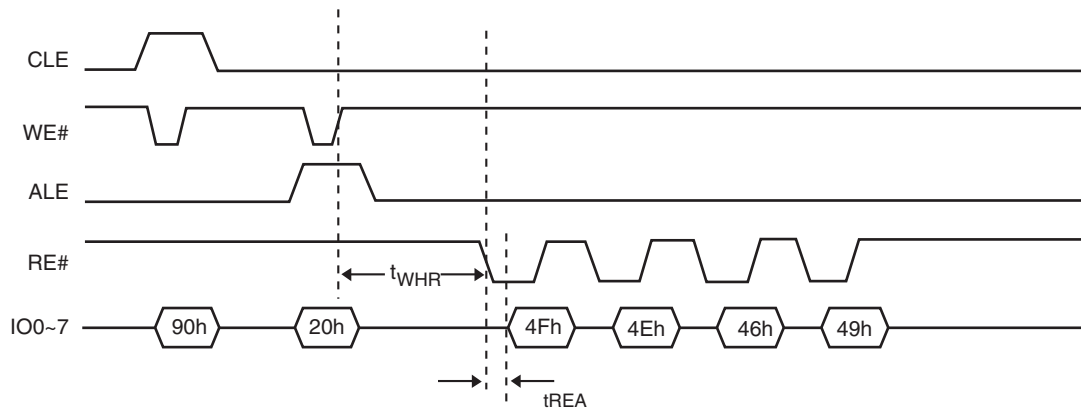 CLE
WE#
ALE
RE#
tWHR
IO0~7 90h 20h 4Fh 4Eh 46h 49h
tREA